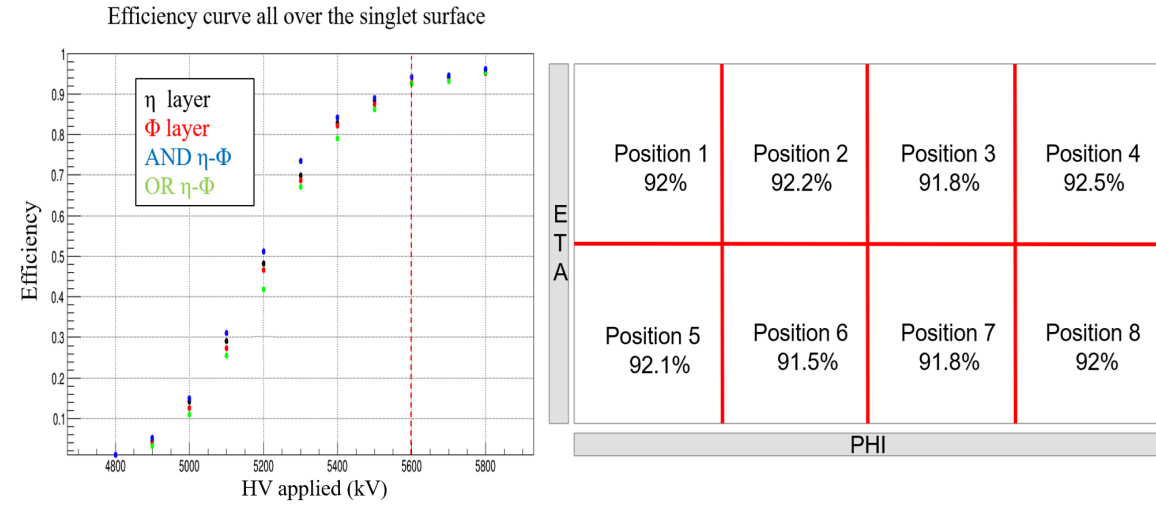 Efficiency curve all over the singlet surface
1
0.9
0.8
0.7
0.6
0.5
0.4
0.3
0.2
0.1
Efficiency
η layer
Φ layer
AND η-Φ
OR η-Φ
4800
5000
5200
5400
5600
5800
HV applied (kV)
E
T
A
Position 1
92%
Position 2
92.2%
Position 3
91.8%
Position 4
92.5%
Position 5
92.1%
Position 6
91.5%
Position 7
91.8%
Position 8
92%
PHI